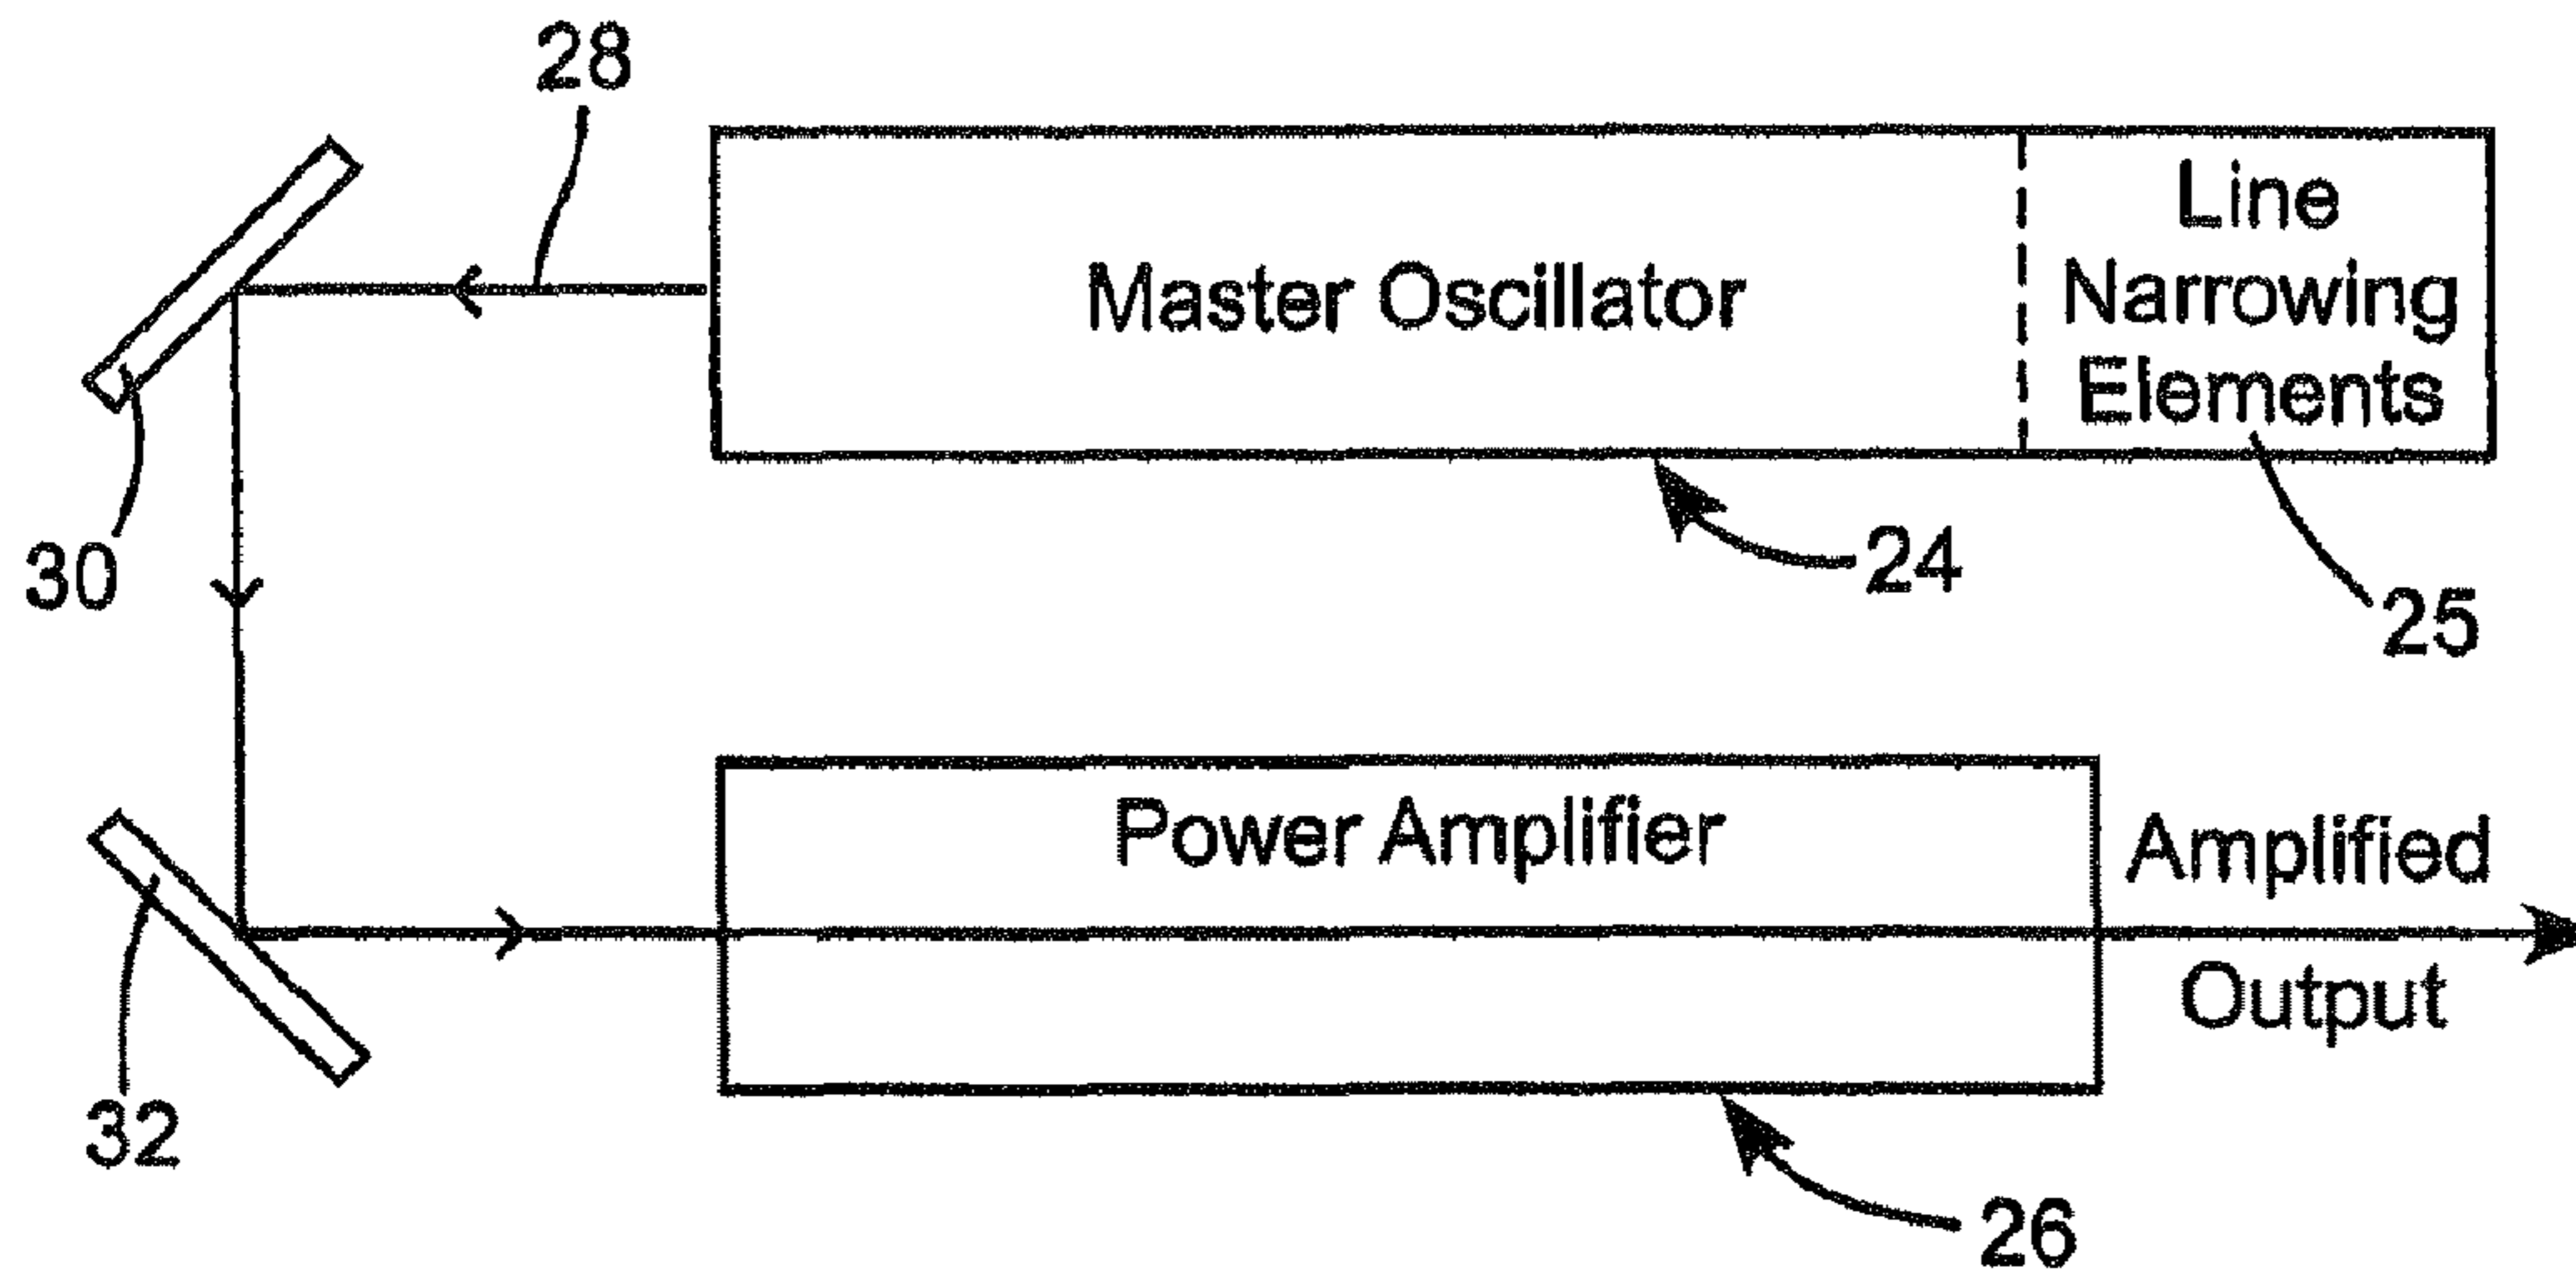 28
Master Oscillator
Line
Narrowing
Elements
30
24
25
Power Amplifier
Amplified
Output
32
26